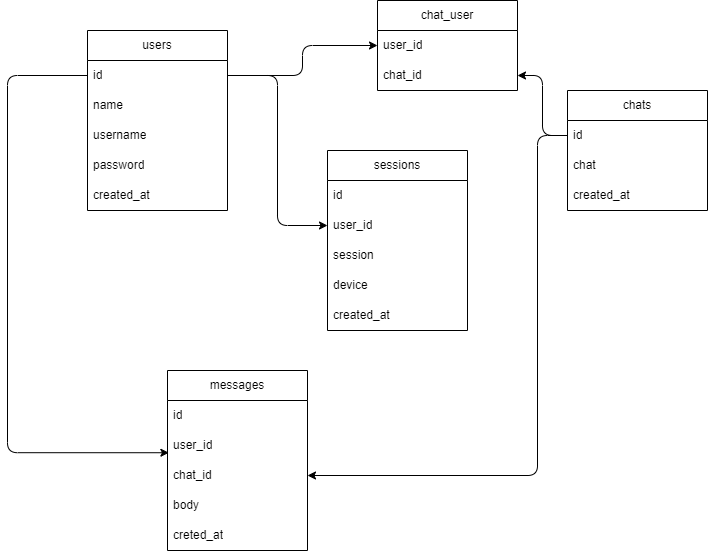 users
id
name
username
password
created_at
chat_user
user_id
chat_id
chats
id
chat
created_at
sessions
id
user_id
session
device
created_at
messages
id
user_id
chat_id
body
creted_at